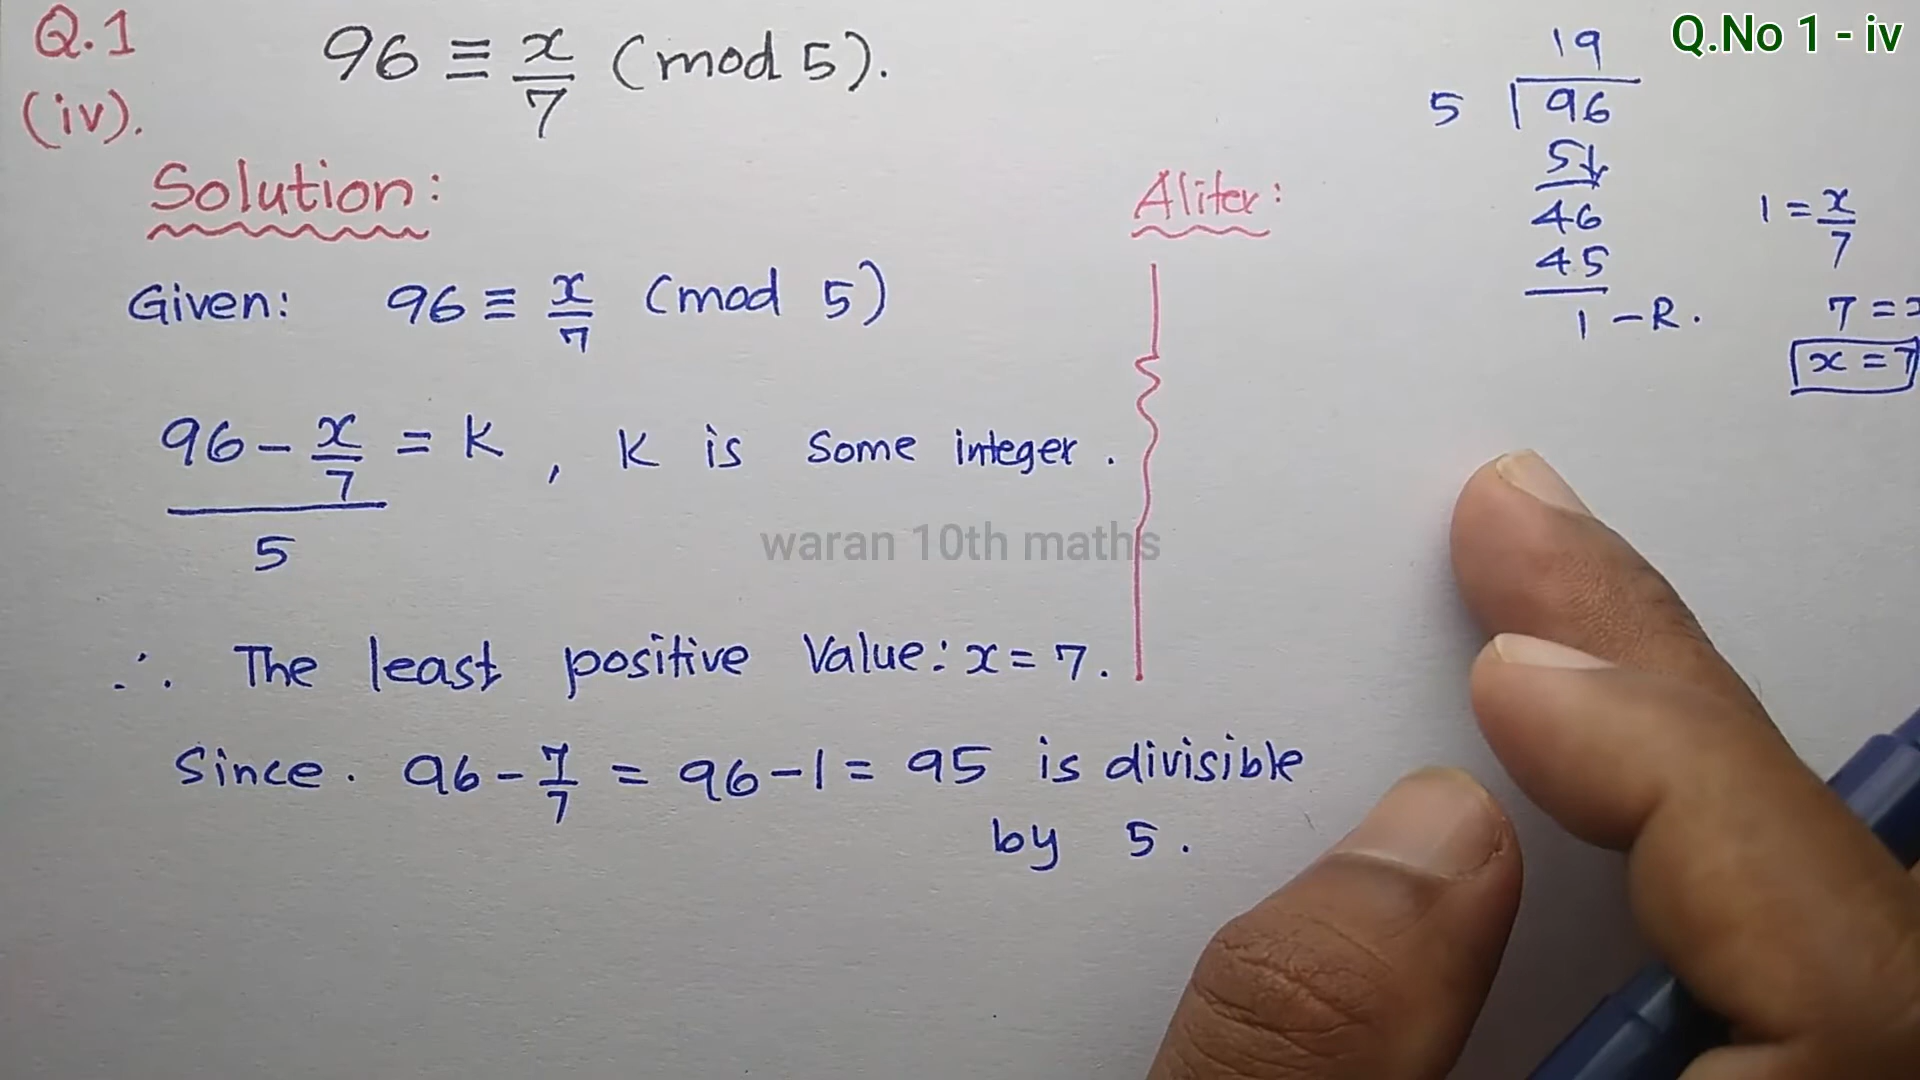 Q.1
(iv).
96 ≡ x/7 (mod 5).
Q.No 1 - iv
Solution:
Given: 96 ≡ x/7 (mod 5)
(96 - x/7)/5 = K, K is some integer.
∴ The least positive Value: x = 7.
Since. 96 - 7/7 = 96 - 1 = 95 is divisible
by 5.
Aliter:
19
5 96
5↓
46
45
1 - R.
1 = x/7
7 =
x = 7
waran 10th maths